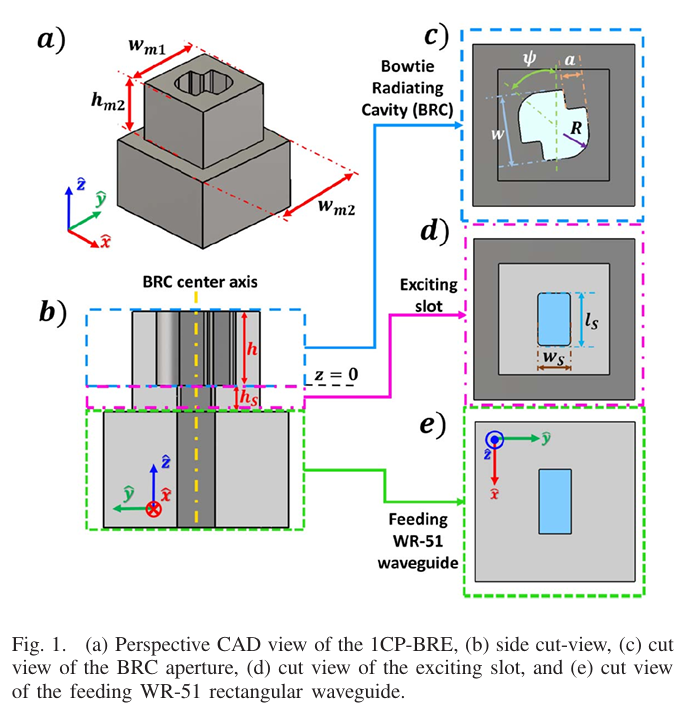 a)
w_m1
h_m2
w_m2
ẑ
ŷ
x̂
BRC center axis
b)
h
z = 0
h_S
ẑ
ŷ
x̂
Bowtie
Radiating
Cavity (BRC)
c)
ψ
a
w
R
d)
Exciting
slot
l_S
w_S
e)
ẑ
ŷ
x̂
Feeding
WR-51
waveguide
Fig. 1. (a) Perspective CAD view of the 1CP-BRE, (b) side cut-view, (c) cut
view of the BRC aperture, (d) cut view of the exciting slot, and (e) cut view
of the feeding WR-51 rectangular waveguide.